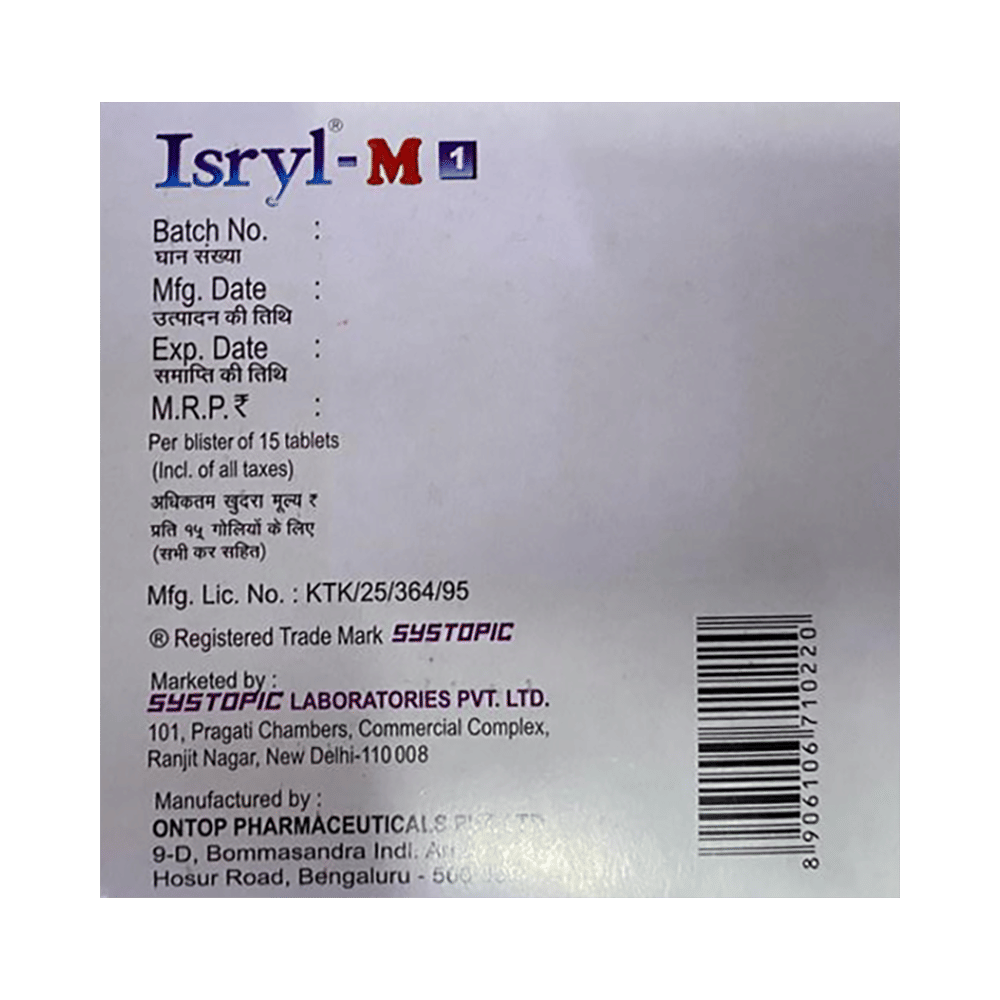 Isryl®-M 1
Batch No. :
घान संख्या
Mfg. Date :
उत्पादन की तिथि
Exp. Date :
समाप्ति की तिथि
M.R.P.₹ :
Per blister of 15 tablets
(Incl. of all taxes)
अधिकतम खुदरा मूल्य ₹
प्रति १५ गोलियों के लिए
(सभी कर सहित)
Mfg. Lic. No. : KTK/25/364/95
® Registered Trade Mark SYSTOPIC
Marketed by :
SYSTOPIC LABORATORIES PVT. LTD.
101, Pragati Chambers, Commercial Complex,
Ranjit Nagar, New Delhi-110 008
Manufactured by :
ONTOP PHARMACEUTICALS
9-D, Bommasandra Indl.
Hosur Road, Bengaluru -
8 906106 710220